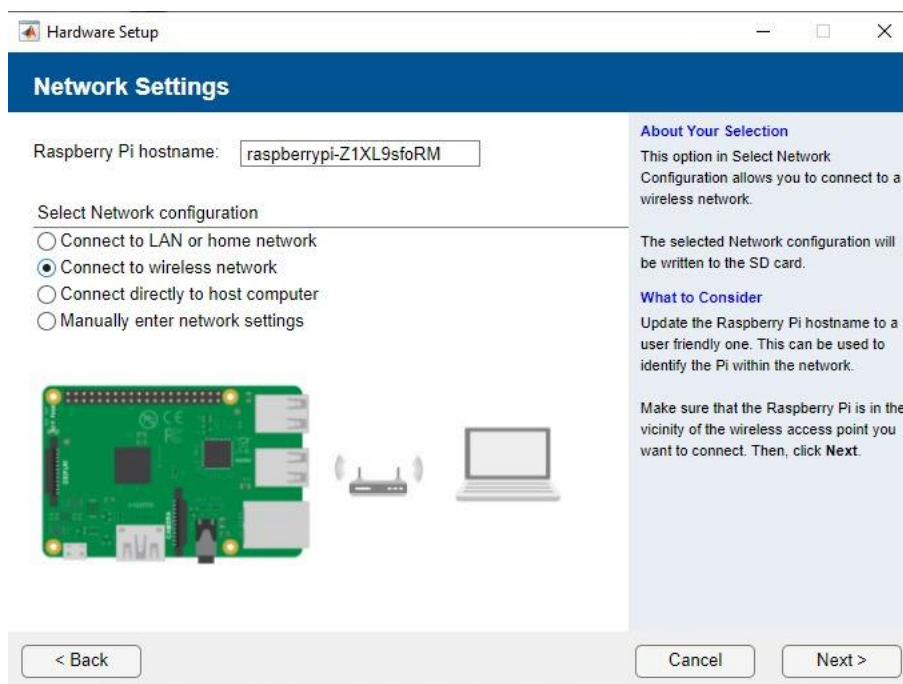 Hardware Setup
Network Settings
Raspberry Pi hostname: raspberrypi-Z1XL9sfoRM
Select Network configuration
Connect to LAN or home network
Connect to wireless network
Connect directly to host computer
Manually enter network settings
DISPLAY
HDMI
CAMERA
About Your Selection
This option in Select Network
Configuration allows you to connect to a
wireless network.
The selected Network configuration will
be written to the SD card.
What to Consider
Update the Raspberry Pi hostname to a
user friendly one. This can be used to
identify the Pi within the network.
Make sure that the Raspberry Pi is in the
vicinity of the wireless access point you
want to connect. Then, click Next.
< Back
Cancel
Next >